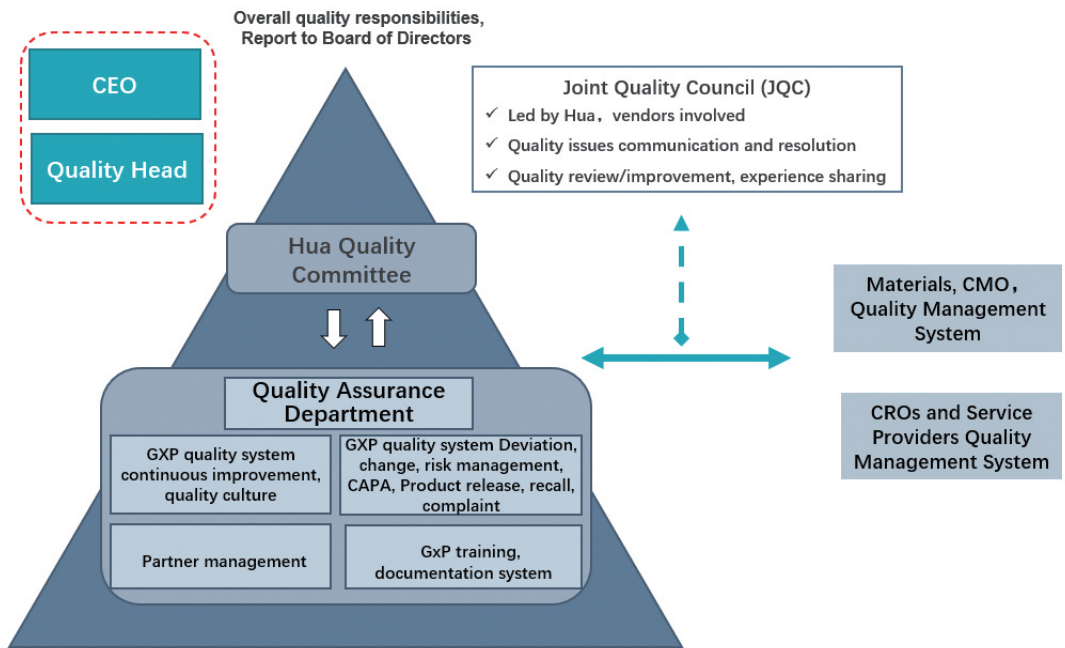 Overall quality responsibilities,
Report to Board of Directors
CEO
Quality Head
Joint Quality Council (JQC)
✓ Led by Hua，vendors involved
✓ Quality issues communication and resolution
✓ Quality review/improvement, experience sharing
Hua Quality
Committee
Materials, CMO，
Quality Management
System
Quality Assurance
Department
GXP quality system
continuous improvement,
quality culture
GXP quality system Deviation,
change, risk management,
CAPA, Product release, recall,
complaint
CROs and Service
Providers Quality
Management System
Partner management
GxP training,
documentation system